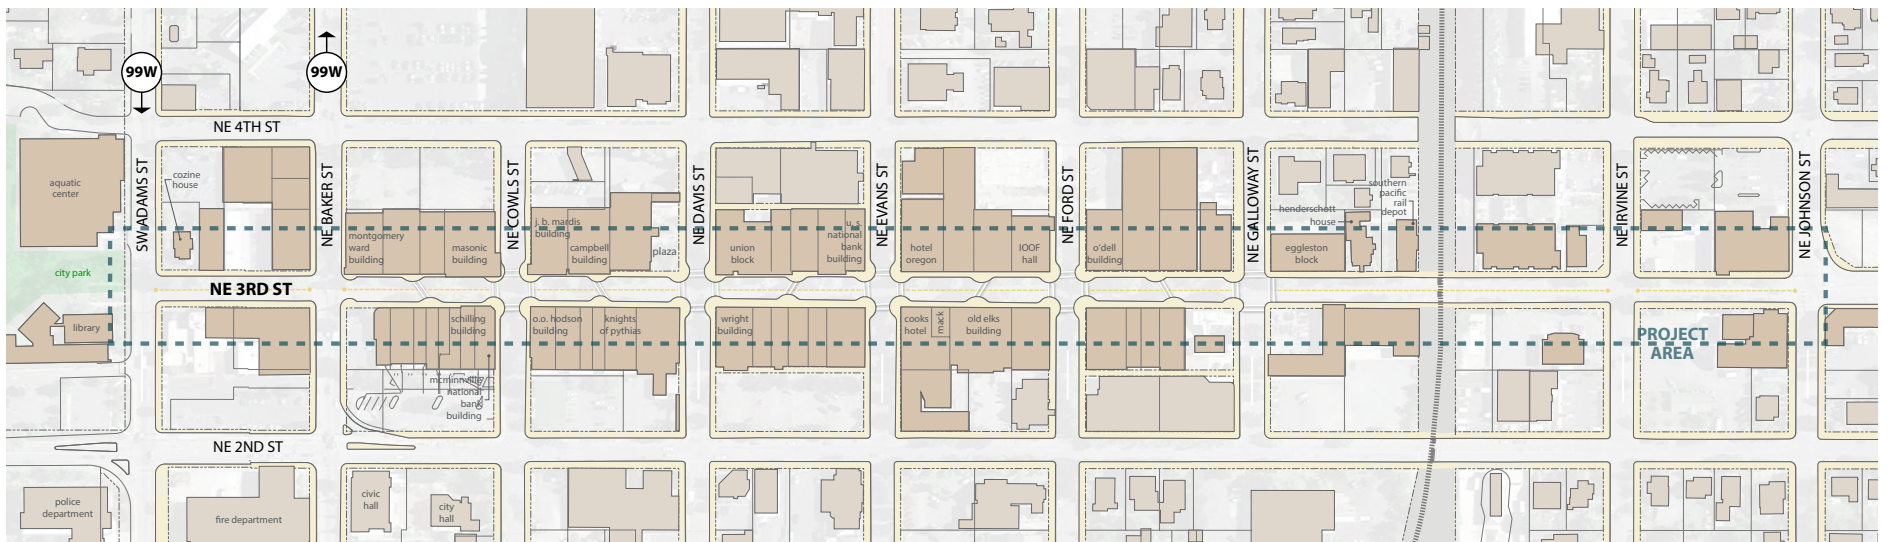 99W
99W
NE 4TH ST
SW ADAMS ST
NE BAKER ST
NE COWLS ST
NE DAVIS ST
NE EVANS ST
NE FORD ST
NE GALLOWAY ST
NE IRVINE ST
NE JOHNSON ST
aquatic
center
cozine
house
montgomery
ward
building
masonic
building
j. b. mardis
building
campbell
building
plaza
union
block
u. s.
national
bank
building
hotel
oregon
IOOF
hall
o'dell
building
eggleston
block
henderschott
house
southern
pacific
rail
depot
city park
NE 3RD ST
library
schilling
building
mcminnville
national
bank
building
o.o. hodson
building
knights
of pythias
wright
building
cooks
hotel
mack
old elks
building
PROJECT
AREA
NE 2ND ST
police
department
fire department
civic
hall
city
hall